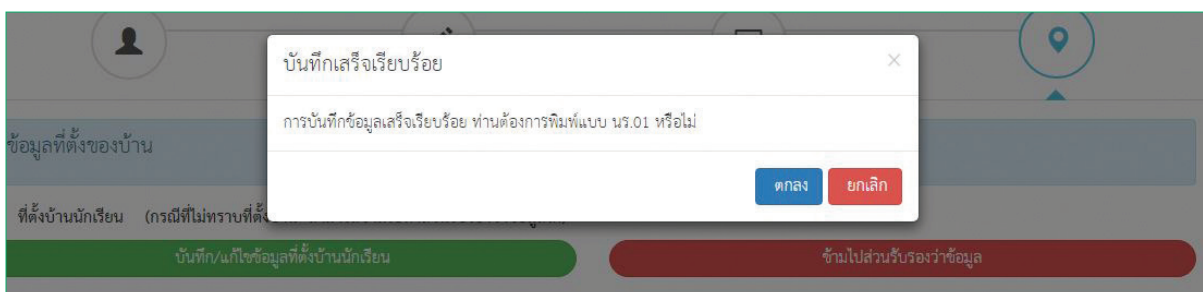 บันทึกเสร็จเรียบร้อย ×
การบันทึกข้อมูลเสร็จเรียบร้อย ท่านต้องการพิมพ์แบบ นร.01 หรือไม่
ข้อมูลที่ตั้งของบ้าน
ตกลง ยกเลิก
ที่ตั้งบ้านนักเรียน (กรณีที่ไม่ทราบที่ตั้ง
บันทึก/แก้ไขข้อมูลที่ตั้งบ้านนักเรียน ข้ามไปส่วนรับรองว่าข้อมูล